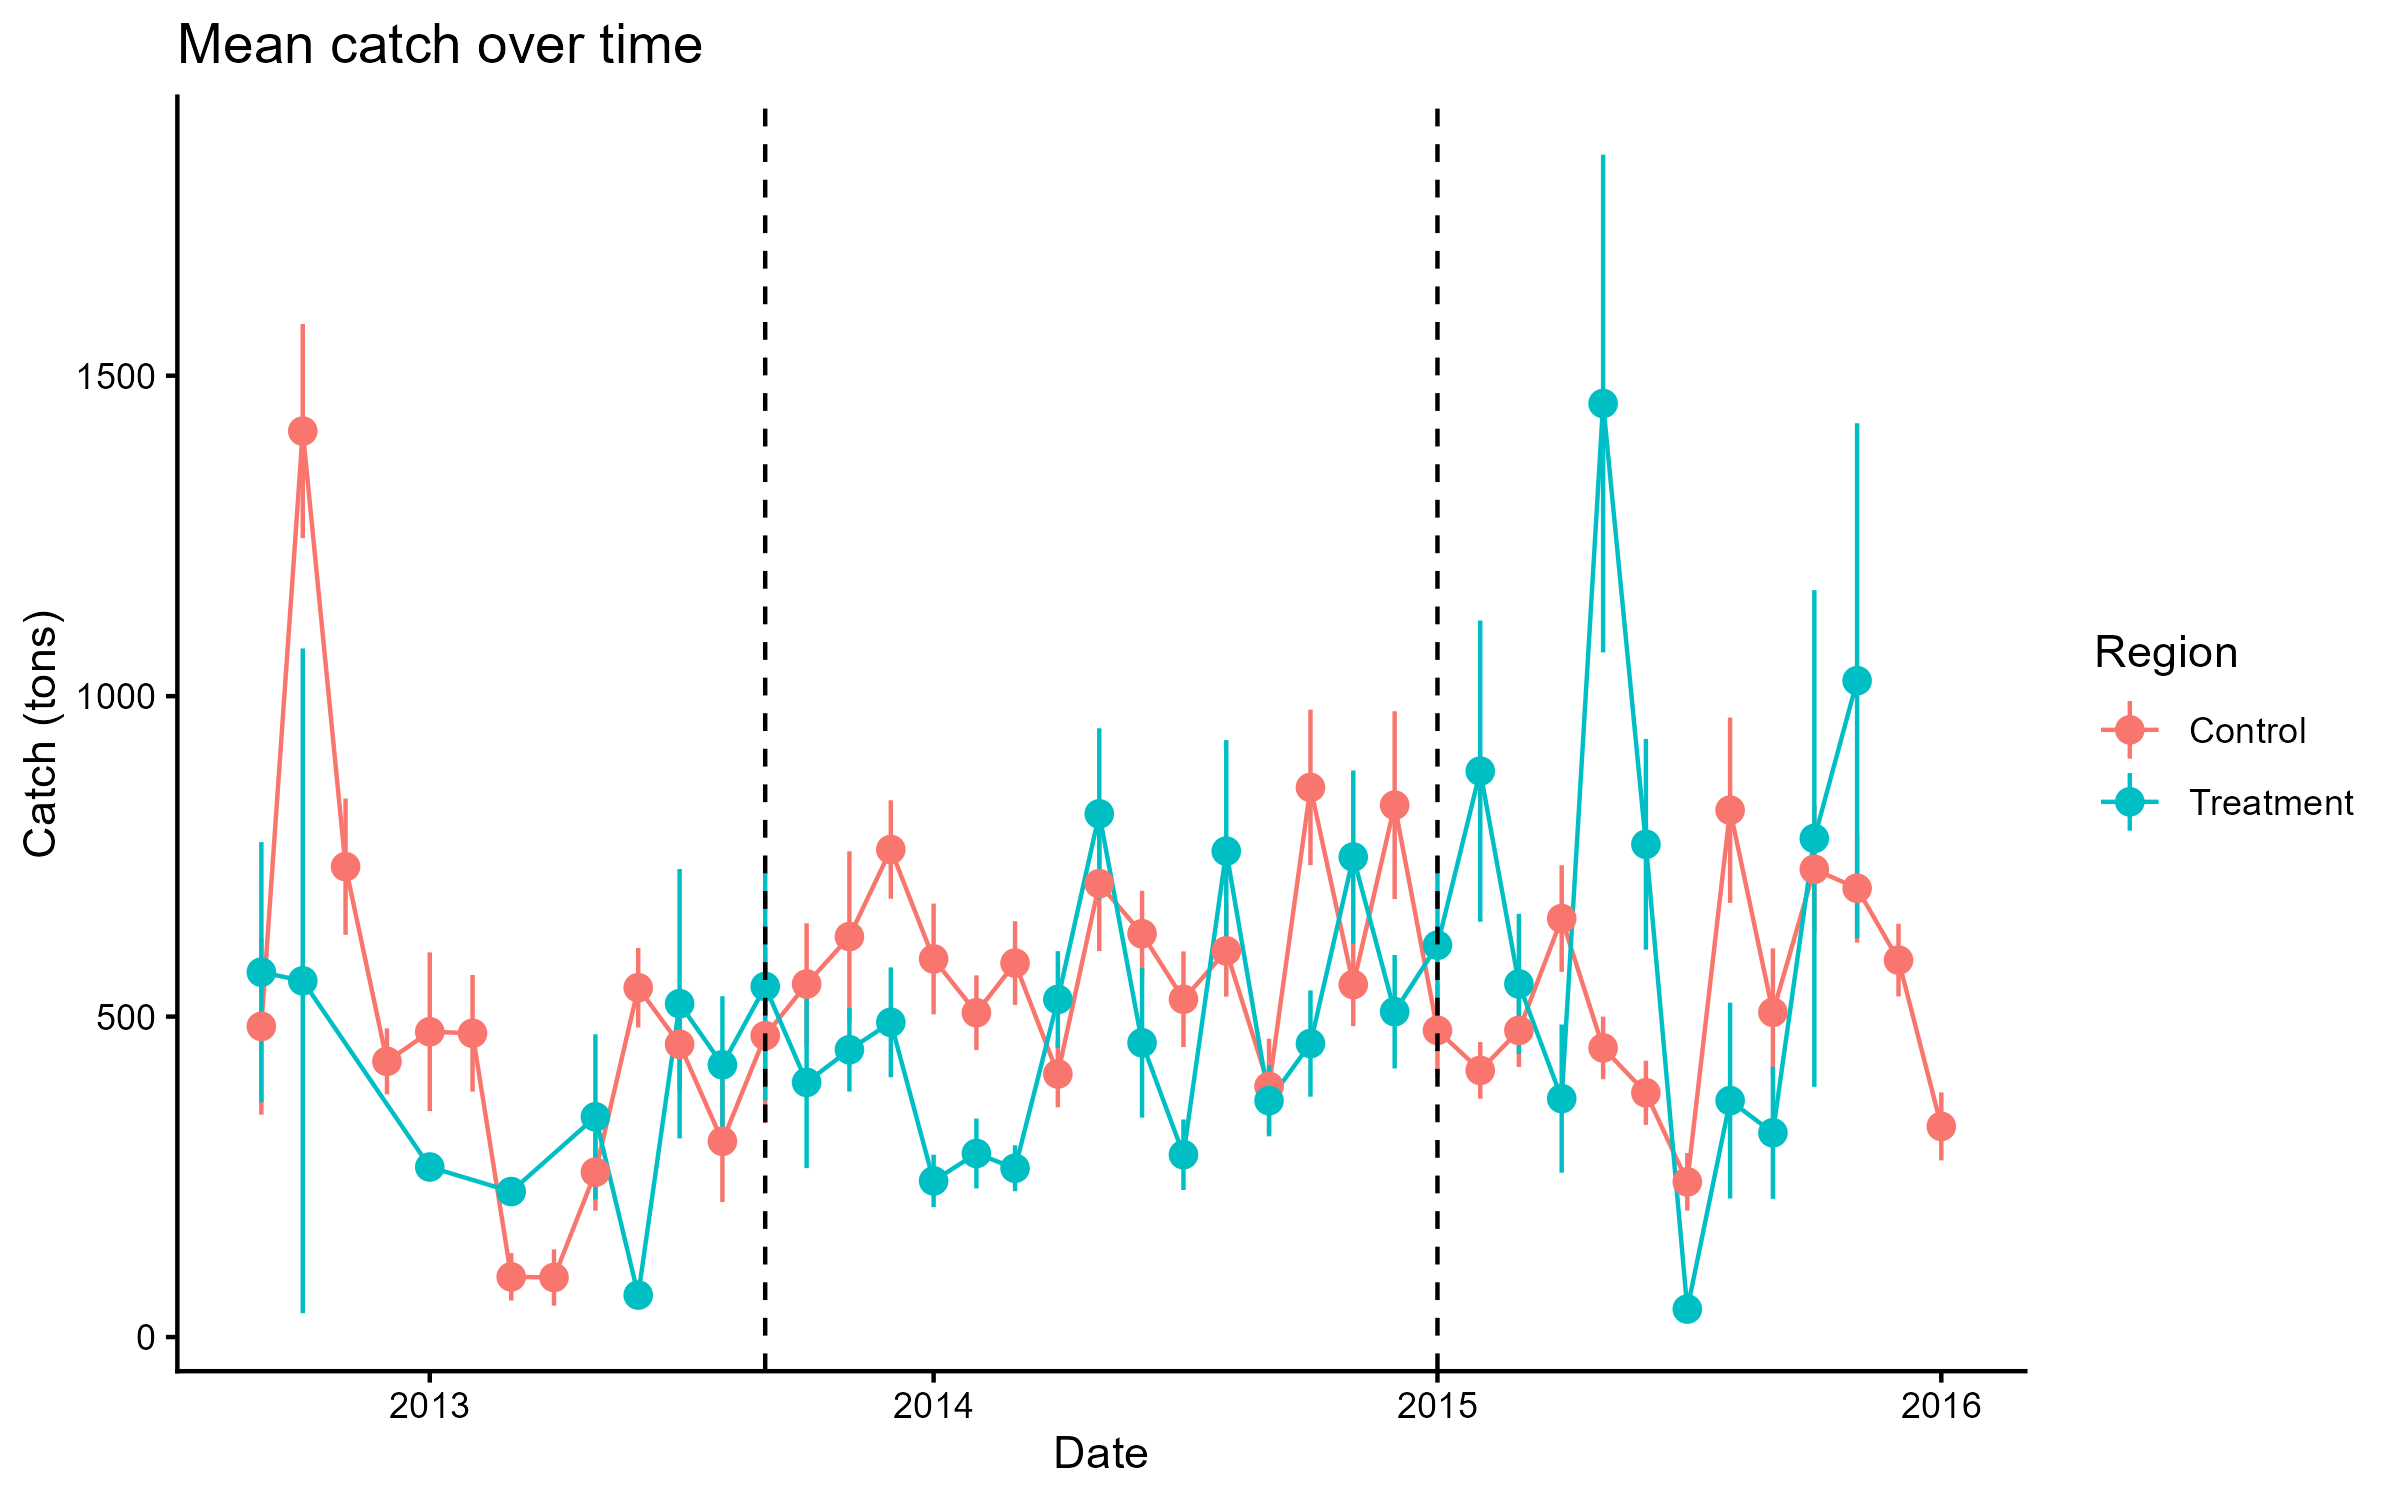 Mean catch over time
Catch (tons)
1500
1000
500
0
2013
2014
2015
2016
Date
Region
Control
Treatment